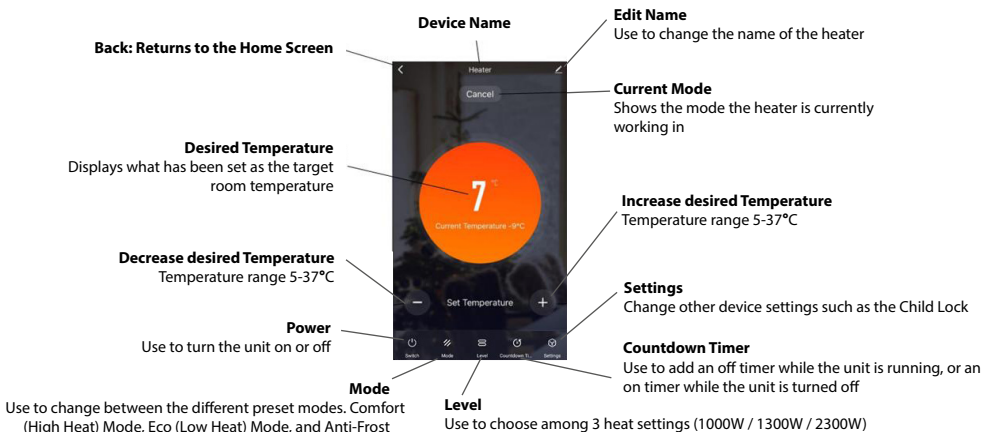 Device Name
Edit Name
Use to change the name of the heater
Back: Returns to the Home Screen
Heater
Cancel
Current Mode
Shows the mode the heater is currently
working in
Desired Temperature
Displays what has been set as the target
room temperature
7 °C
Current Temperature -9°C
Increase desired Temperature
Temperature range 5-37°C
Decrease desired Temperature
Temperature range 5-37°C
Set Temperature
Settings
Change other device settings such as the Child Lock
Power
Use to turn the unit on or off
Switch
Mode
Level
Countdown Ti...
Settings
Countdown Timer
Use to add an off timer while the unit is running, or an
on timer while the unit is turned off
Mode
Use to change between the different preset modes. Comfort
(High Heat) Mode, Eco (Low Heat) Mode, and Anti-Frost
Level
Use to choose among 3 heat settings (1000W / 1300W / 2300W)